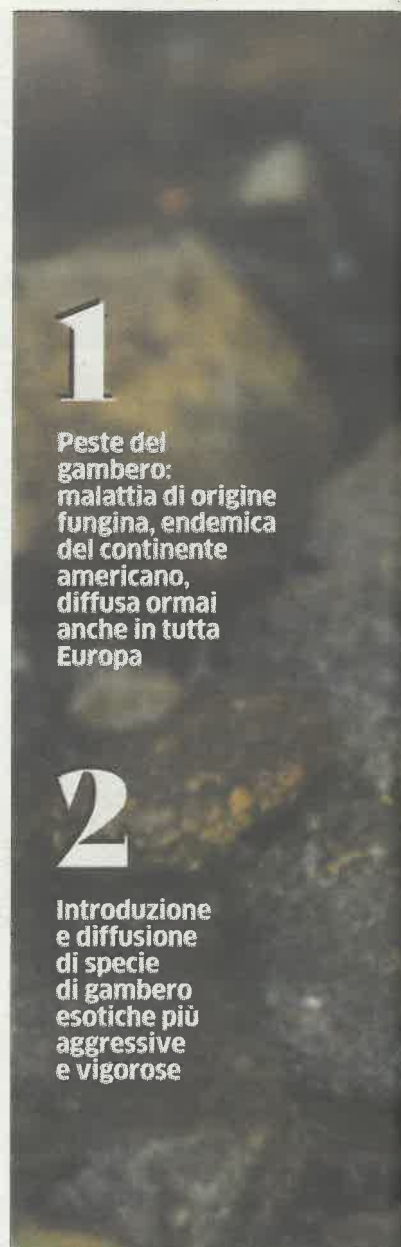 1
Peste del
gambero:
malattia di origine
fungina, endemica
del continente
americano,
diffusa ormai
anche in tutta
Europa
2
Introduzione
e diffusione
di specie
di gambero
esotiche più
aggressive
e vigorose